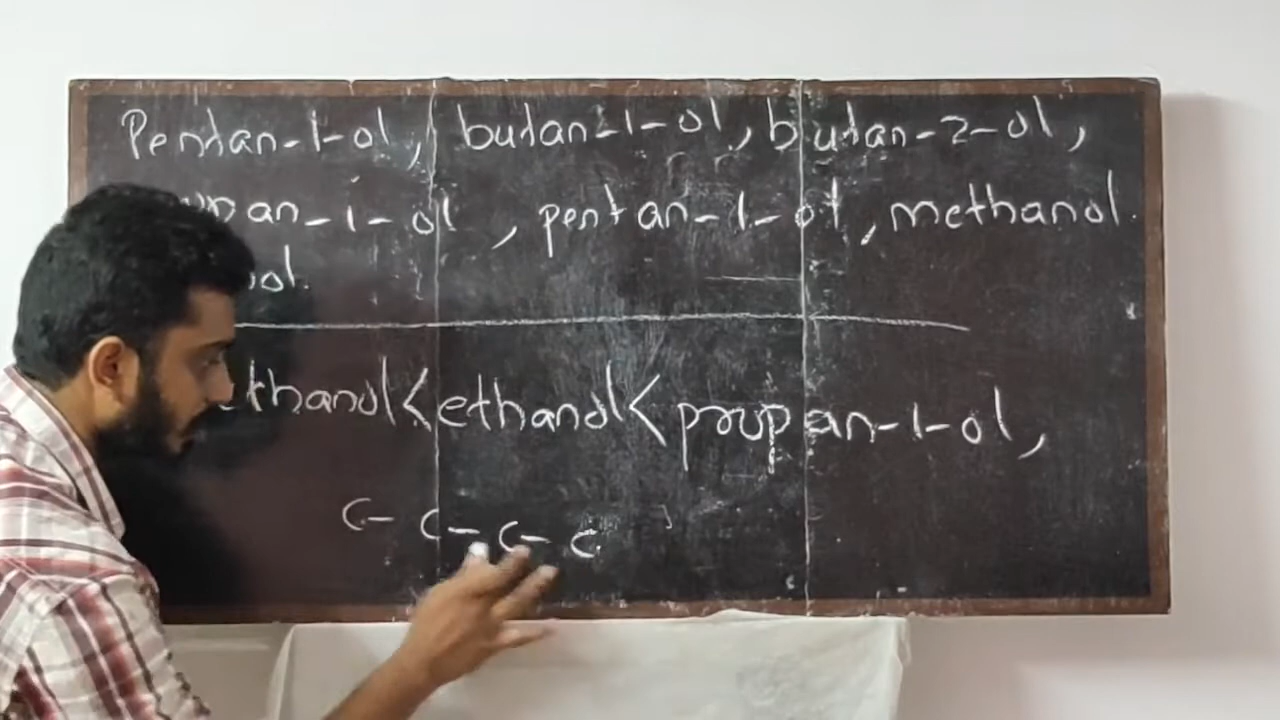 Pentan-1-ol, butan-1-ol, butan-2-ol,
an-1-ol, pentan-1-ol, methanol.
ol.
thanol<ethanol<propan-1-ol,
C-C-C-C